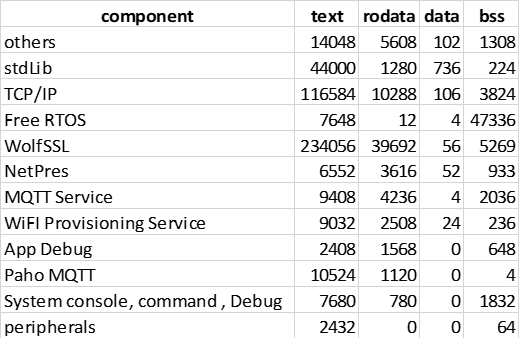 component text rodata data bss
others 14048 5608 102 1308
stdLib 44000 1280 736 224
TCP/IP 116584 10288 106 3824
Free RTOS 7648 12 4 47336
WolfSSL 234056 39692 56 5269
NetPres 6552 3616 52 933
MQTT Service 9408 4236 4 2036
WiFI Provisioning Service 9032 2508 24 236
App Debug 2408 1568 0 648
Paho MQTT 10524 1120 0 4
System console, command , Debug 7680 780 0 1832
peripherals 2432 0 0 64